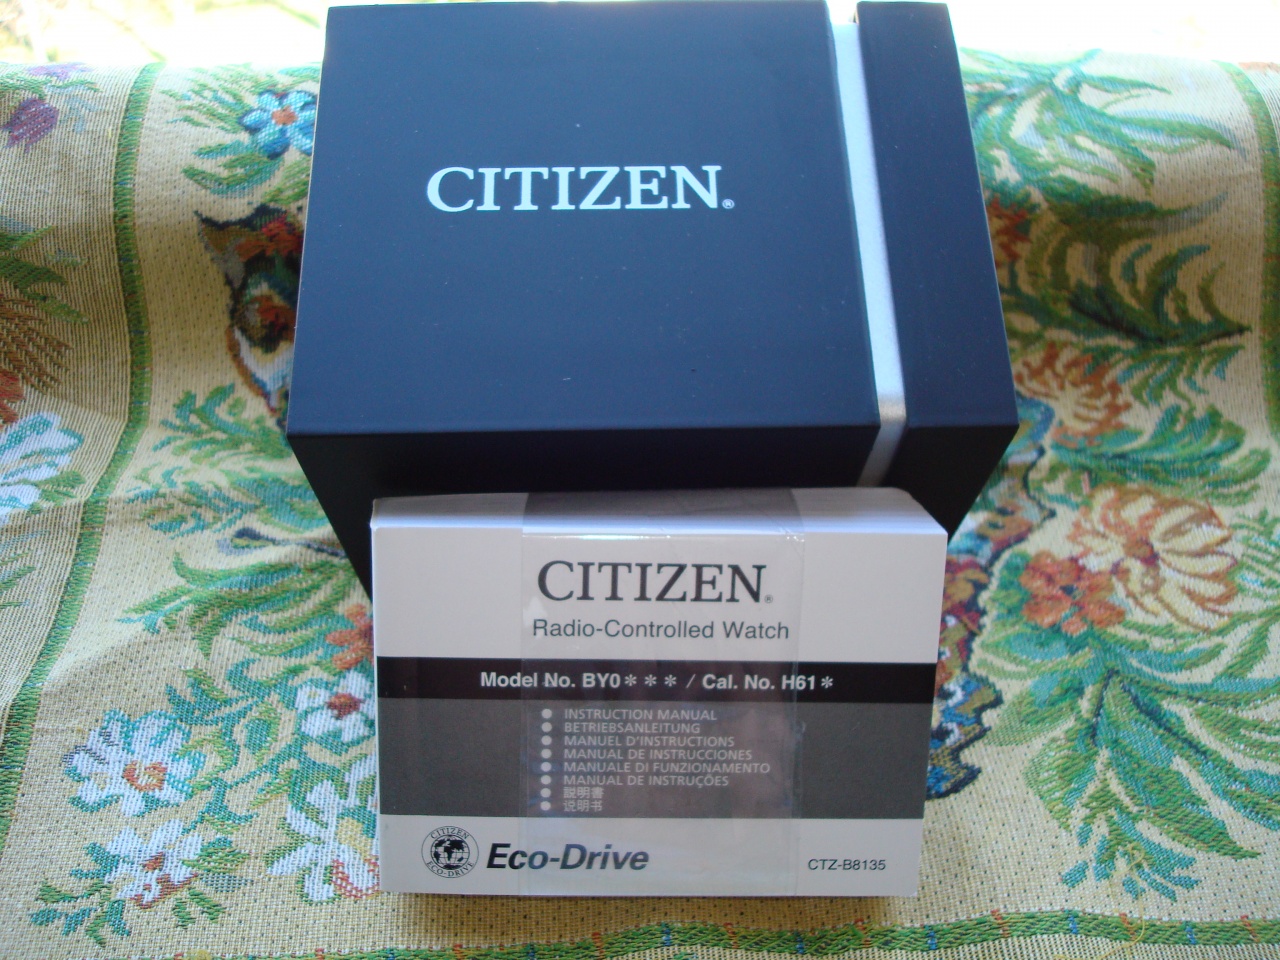 CITIZEN®
CITIZEN®
Radio-Controlled Watch
Model No. BY0＊＊＊ / Cal. No. H61＊
● INSTRUCTION MANUAL
● BETRIEBSANLEITUNG
● MANUEL D'INSTRUCTIONS
● MANUAL DE INSTRUCCIONES
● MANUALE DI FUNZIONAMENTO
● MANUAL DE INSTRUÇÕES
● 説明書
● 说明书
CITIZEN
ECO-DRIVE
Eco-Drive
CTZ-B8135